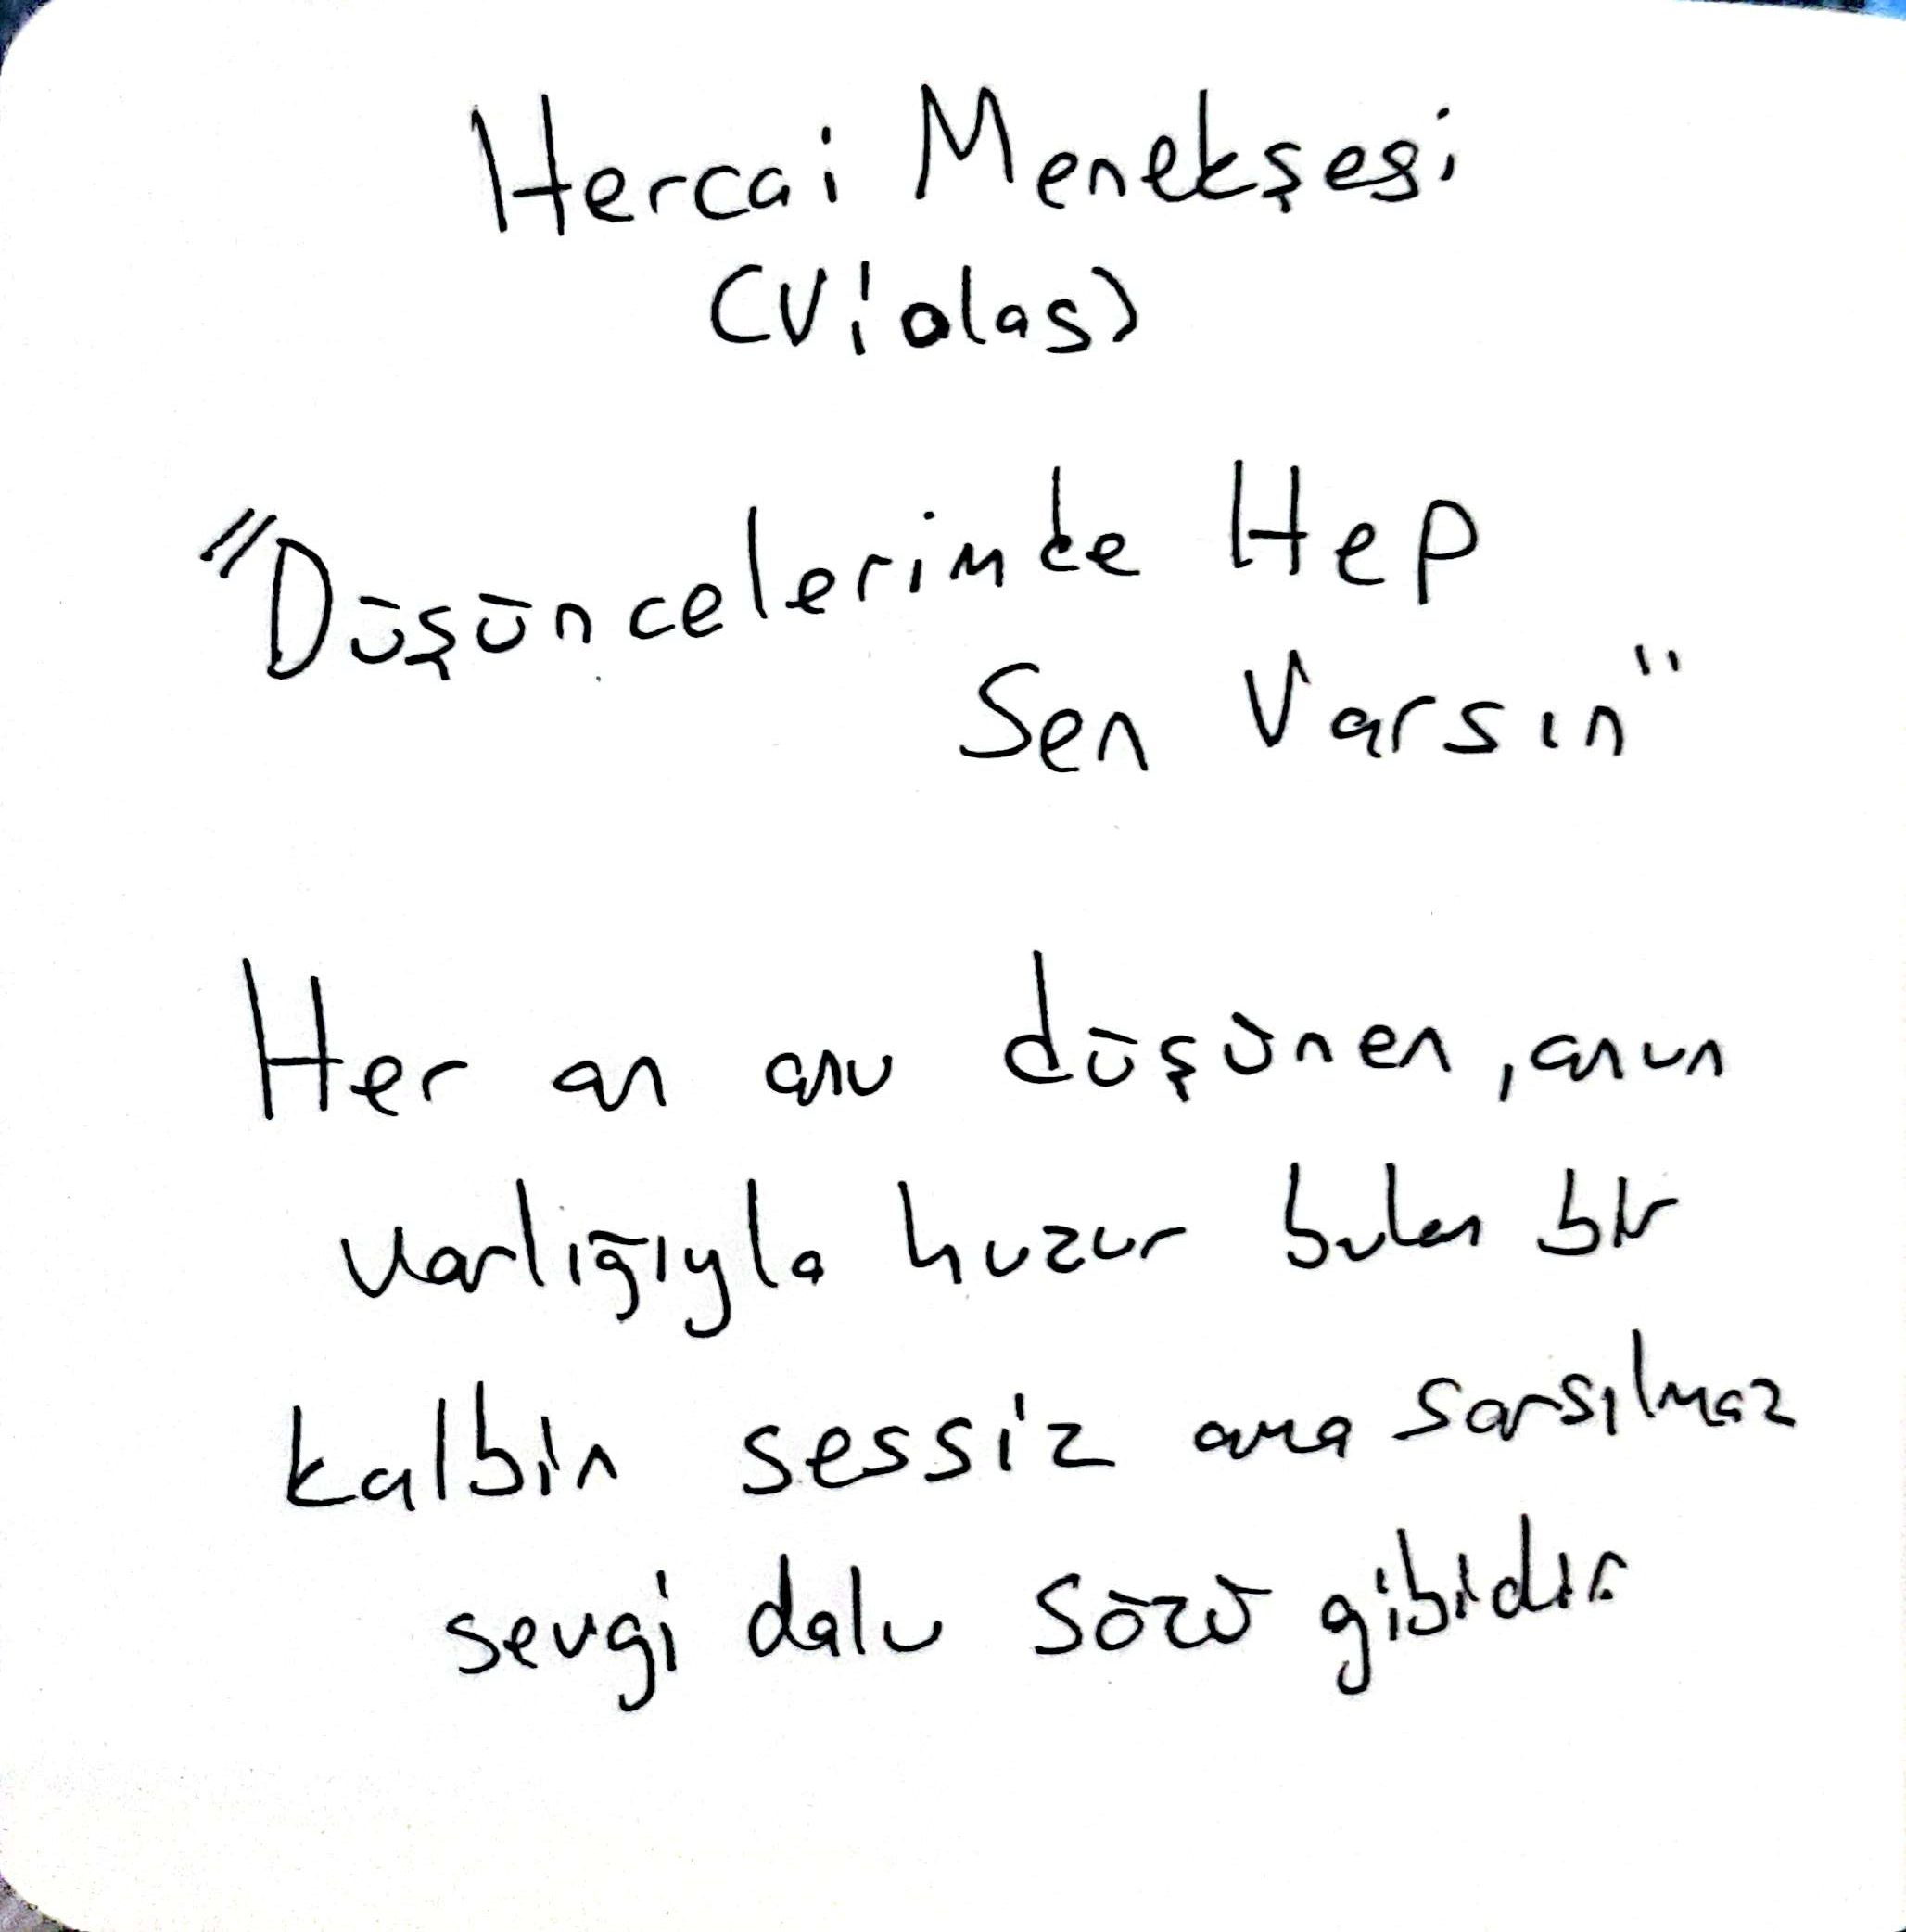 Hercai Menekşesi
(Violas)
"Düşüncelerimde Hep
Sen Varsın"
Her an onu düşünen, onun
varlığıyla huzur bulan bir
kalbin sessiz ama sarsılmaz
sevgi dolu sözü gibidir.